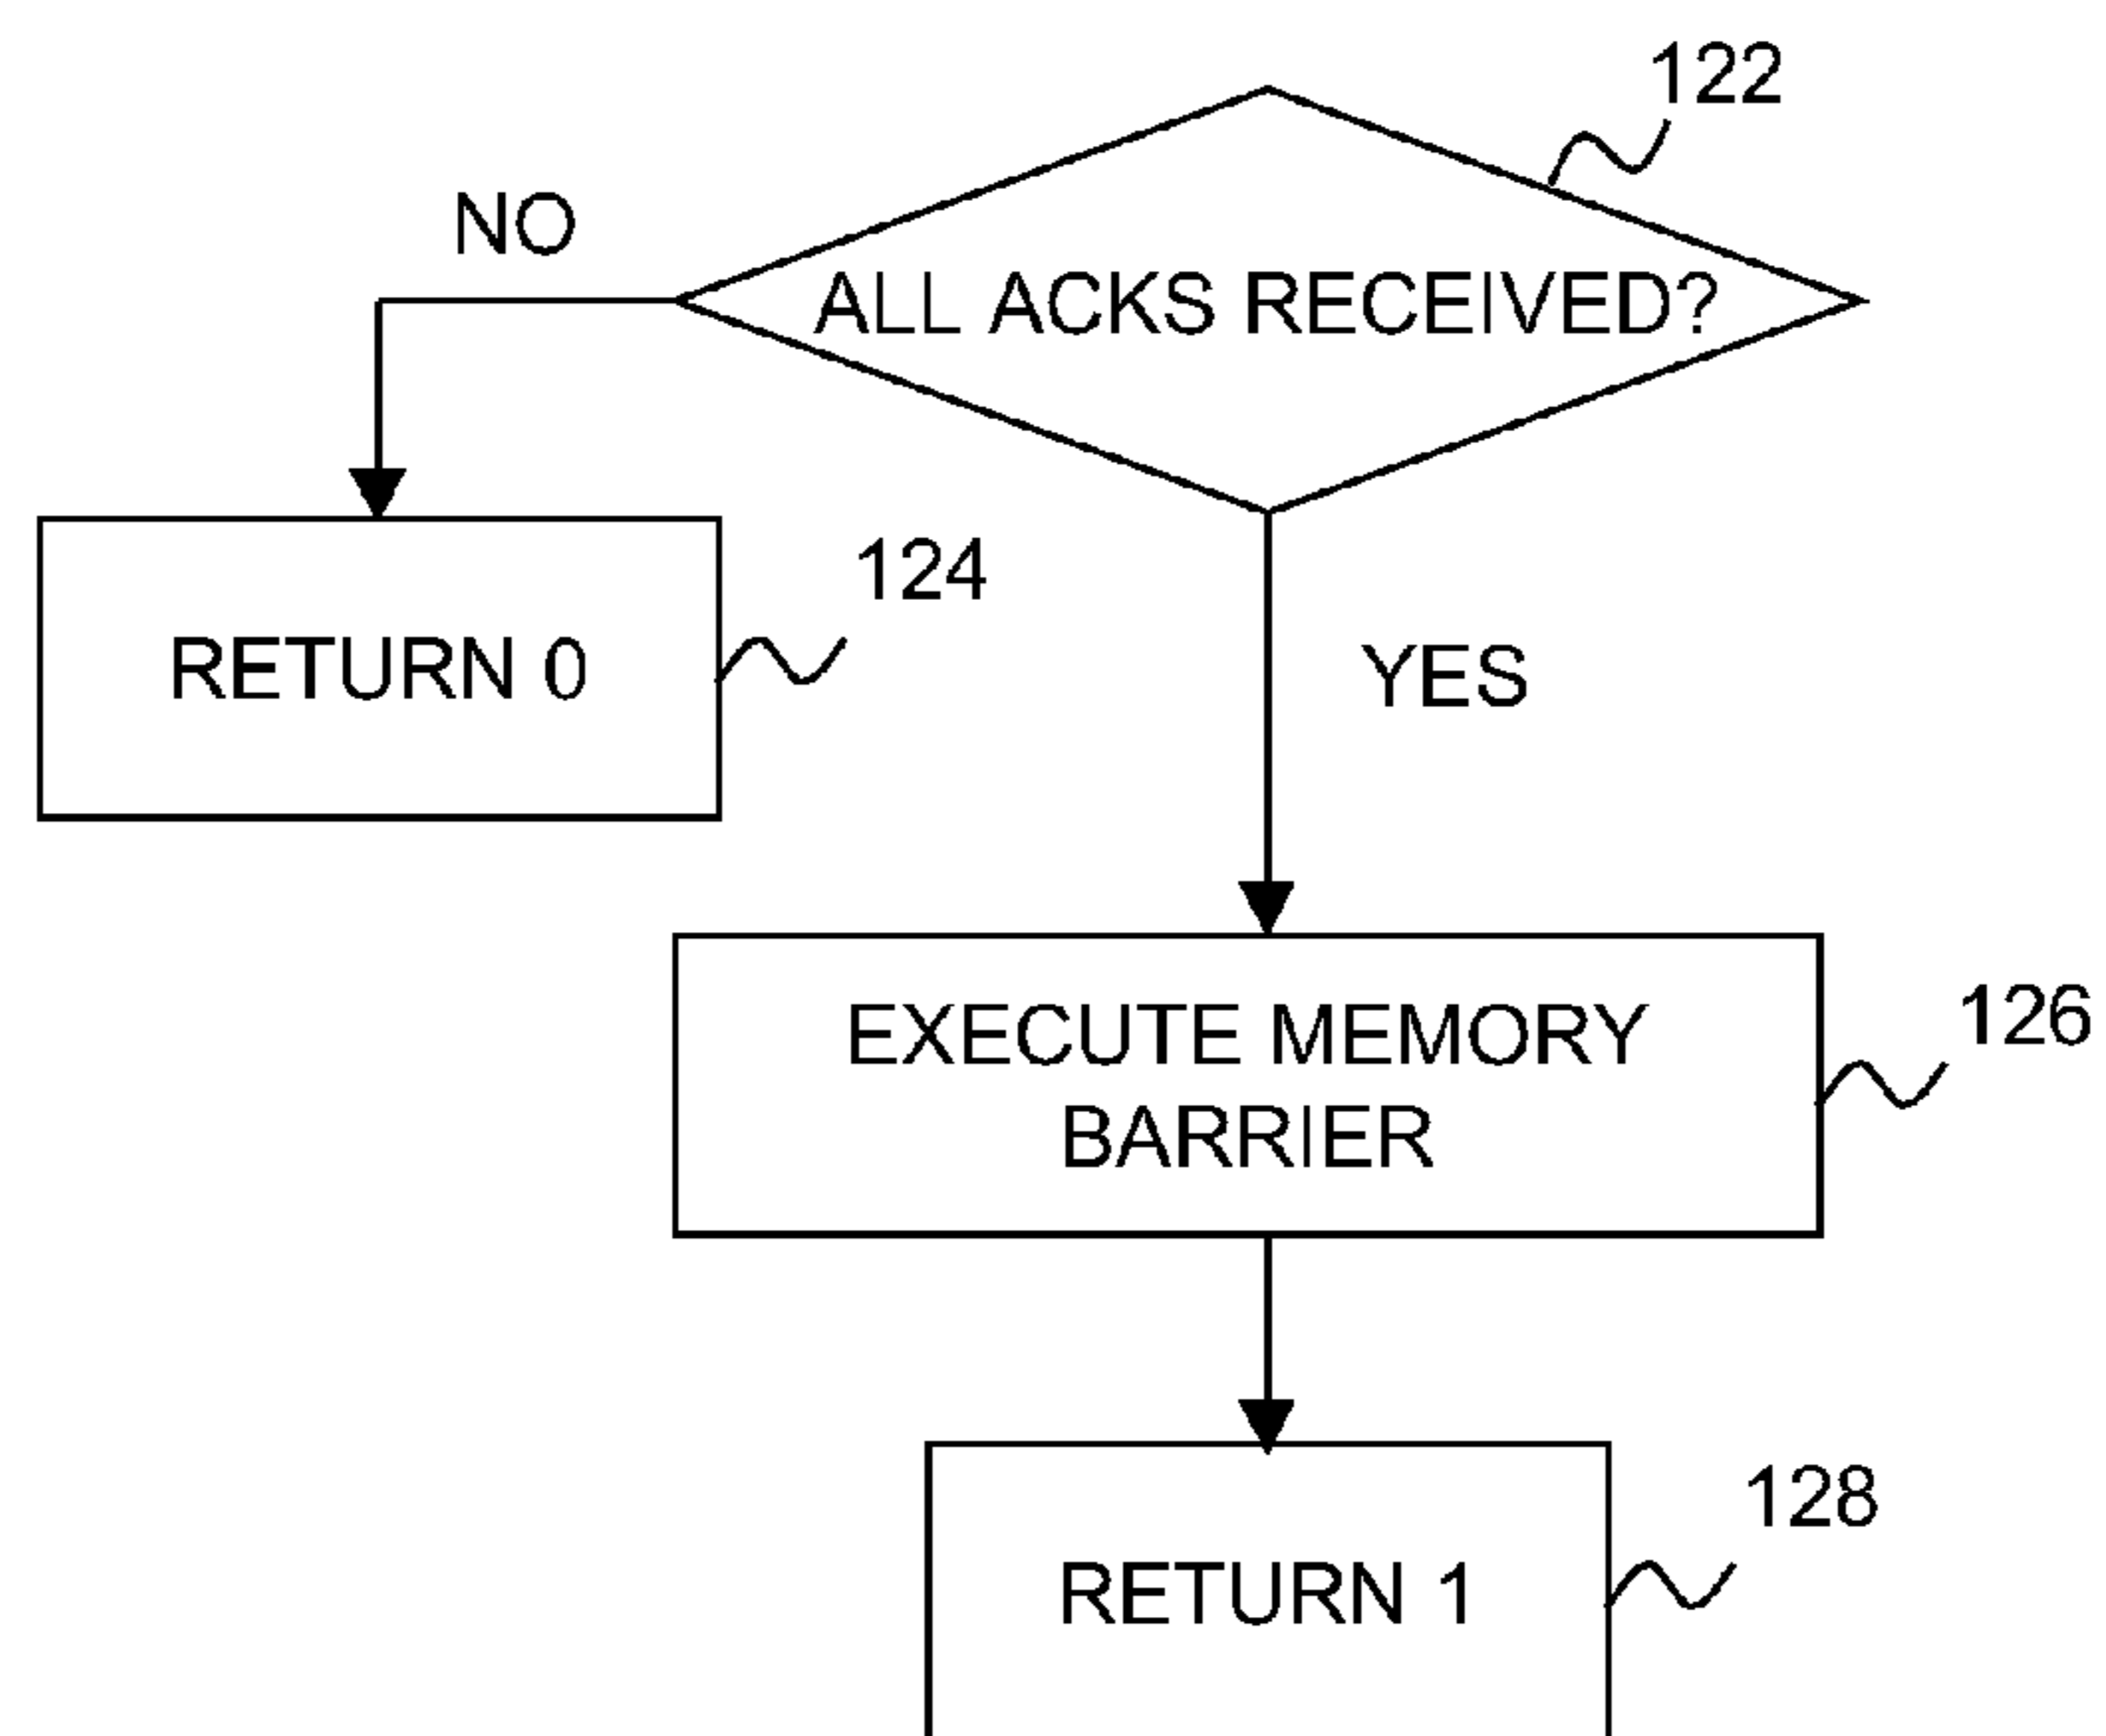 122
NO
ALL ACKS RECEIVED?
124
RETURN 0
YES
126
EXECUTE MEMORY
BARRIER
128
RETURN 1